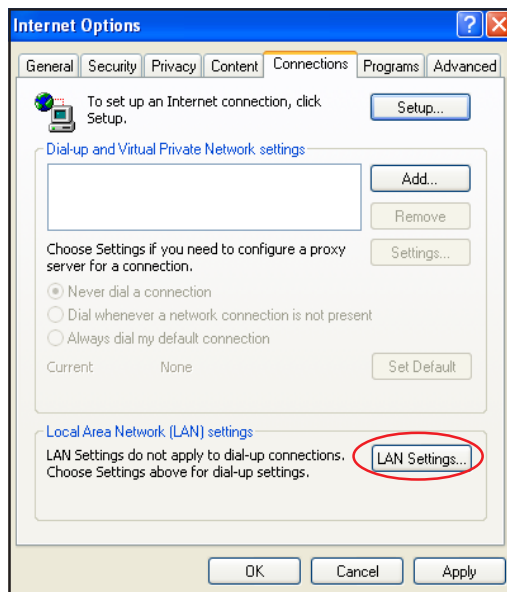 Internet Options
General Security Privacy Content Connections Programs Advanced
To set up an Internet connection, click
Setup.
Setup...
Dial-up and Virtual Private Network settings
Add...
Remove
Choose Settings if you need to configure a proxy
server for a connection.
Settings...
Never dial a connection
Dial whenever a network connection is not present
Always dial my default connection
Current None
Set Default
Local Area Network (LAN) settings
LAN Settings do not apply to dial-up connections.
Choose Settings above for dial-up settings.
LAN Settings...
OK Cancel Apply